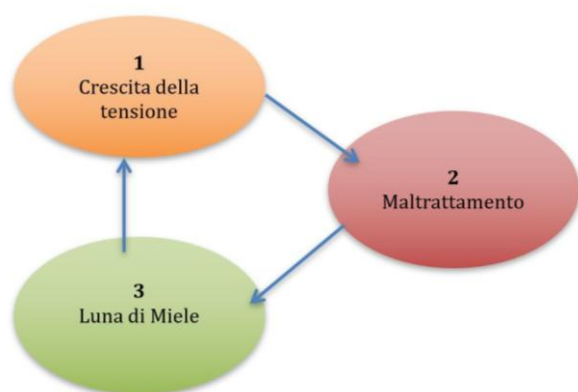 1
Crescita della
tensione
2
Maltrattamento
3
Luna di Miele